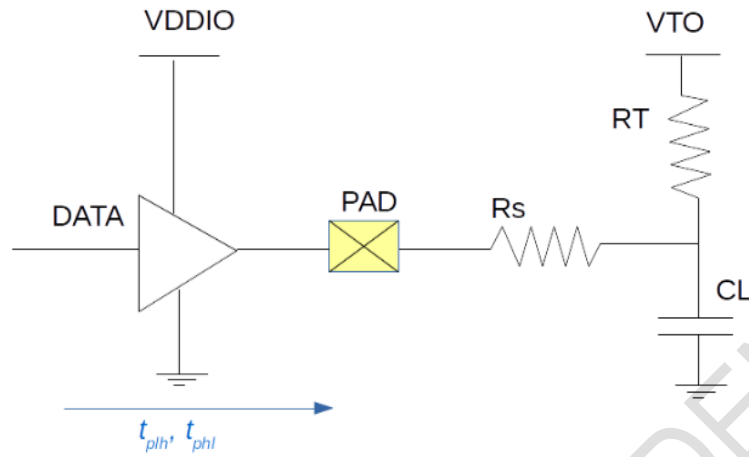 VDDIO
VTO
RT
DATA
PAD
Rs
CL
tplh, tphl